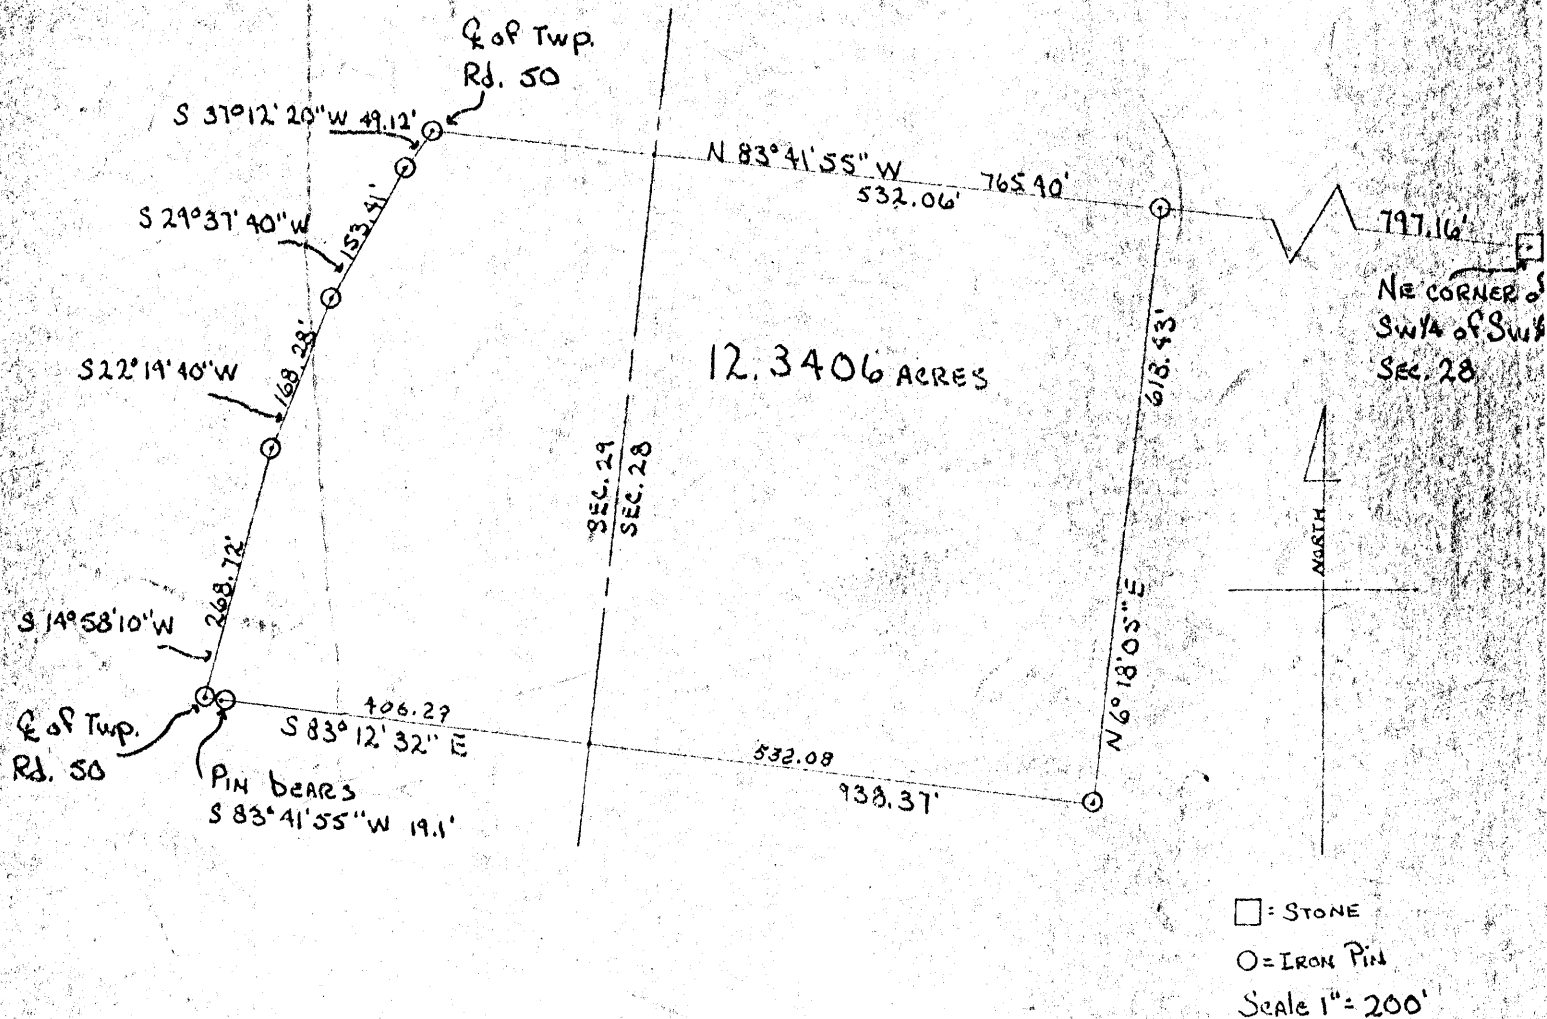 ℄ of Twp.
Rd. 50
S 37° 12' 20" W 49.12'
N 83° 41' 55" W
532.06'
765.40'
797.16'
NE CORNER of
SW¼ of SW¼
SEC. 28
S 29° 37' 40" W
153.41'
S 22° 19' 40" W
168.28'
12.3406 ACRES
613.43'
SEC. 29
SEC. 28
NORTH
S 14° 58' 10" W
268.72'
N 6° 18' 05" E
℄ of Twp.
Rd. 50
406.29
S 83° 12' 32" E
532.08
938.37'
PIN bEARS
S 83° 41' 55" W 19.1'
□ = STONE
O = IRON PIN
Scale 1" = 200'